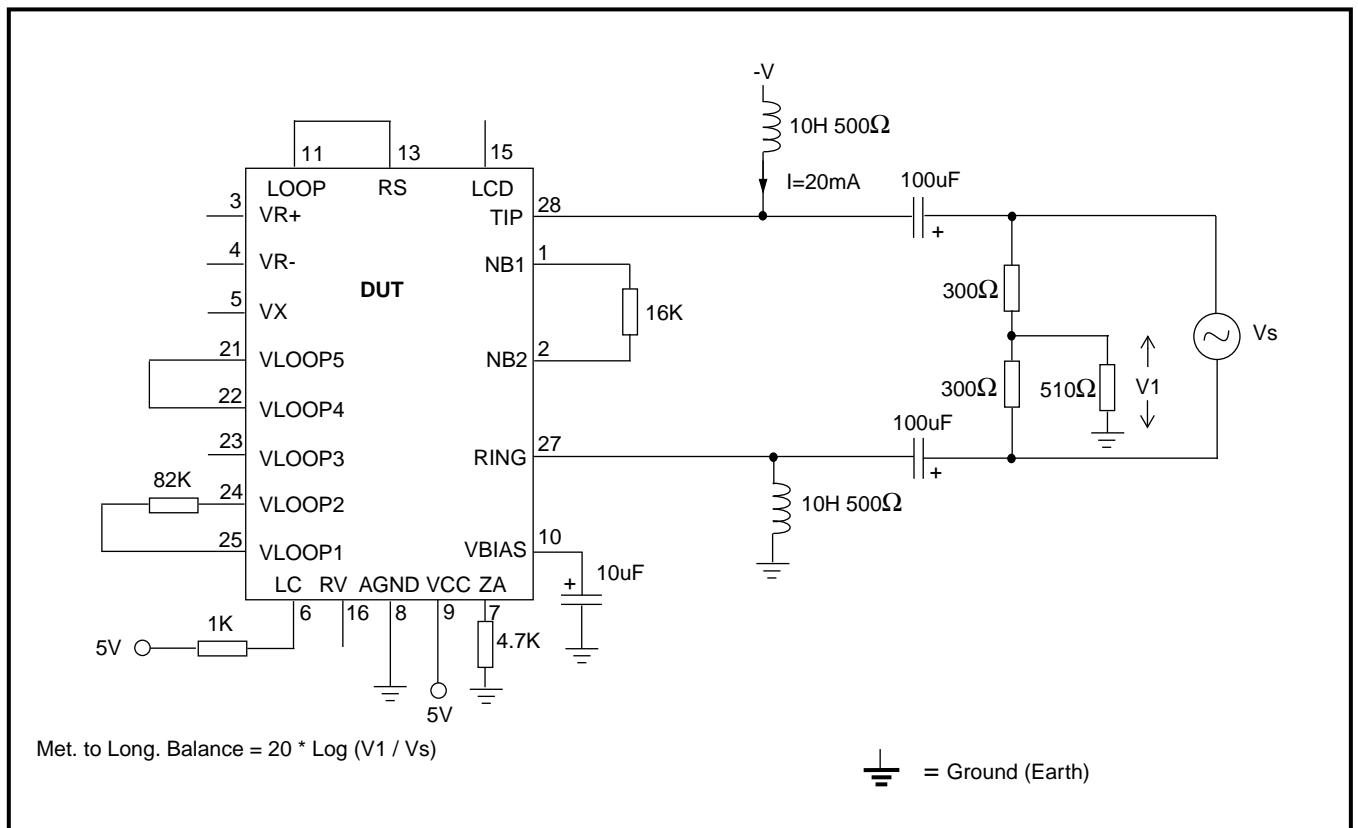 -V
10H 500Ω
I=20mA
100uF
+
11
13
15
LOOP
RS
LCD
3
VR+
TIP
28
4
VR-
NB1
1
DUT
5
VX
16K
21
VLOOP5
NB2
2
22
VLOOP4
300Ω
300Ω
510Ω
V1
Vs
100uF
+
23
VLOOP3
RING
27
82K
24
VLOOP2
10H 500Ω
25
VLOOP1
VBIAS
10
+
10uF
LC
RV
AGND
VCC
ZA
6
16
8
9
7
5V
1K
4.7K
5V
Met. to Long. Balance = 20 * Log (V1 / Vs)
= Ground (Earth)